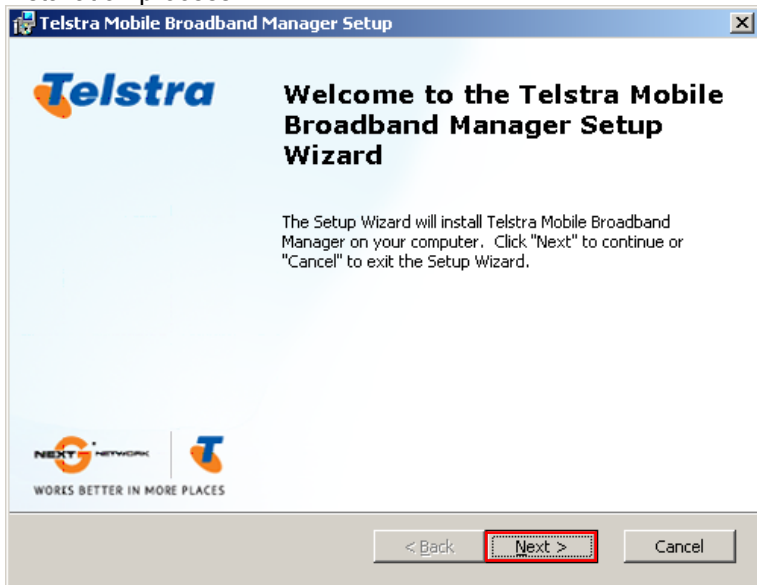 Telstra Mobile Broadband Manager Setup
Telstra
Welcome to the Telstra Mobile
Broadband Manager Setup
Wizard
The Setup Wizard will install Telstra Mobile Broadband
Manager on your computer. Click "Next" to continue or
"Cancel" to exit the Setup Wizard.
NEXT G NETWORK
WORKS BETTER IN MORE PLACES
< Back
Next >
Cancel